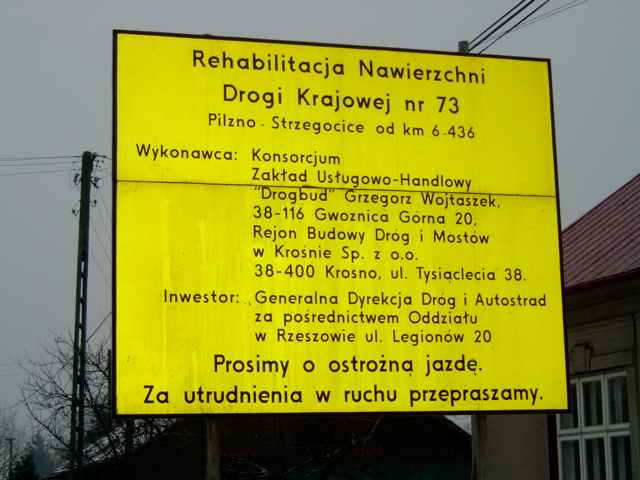 Rehabilitacja Nawierzchni
Drogi Krajowej nr 73
Pilzno - Strzegocice od km 6-436
Wykonawca: Konsorcjum
Zakład Usługowo-Handlowy
"Drogbud" Grzegorz Wojtaszek,
38-116 Gwoznica Górna 20,
Rejon Budowy Dróg i Mostów
w Krośnie Sp. z o.o.
38-400 Krosno, ul. Tysiąclecia 38.
Inwestor: Generalna Dyrekcja Dróg i Autostrad
za pośrednictwem Oddziału
w Rzeszowie ul. Legionów 20
Prosimy o ostrożną jazdę.
Za utrudnienia w ruchu przepraszamy.